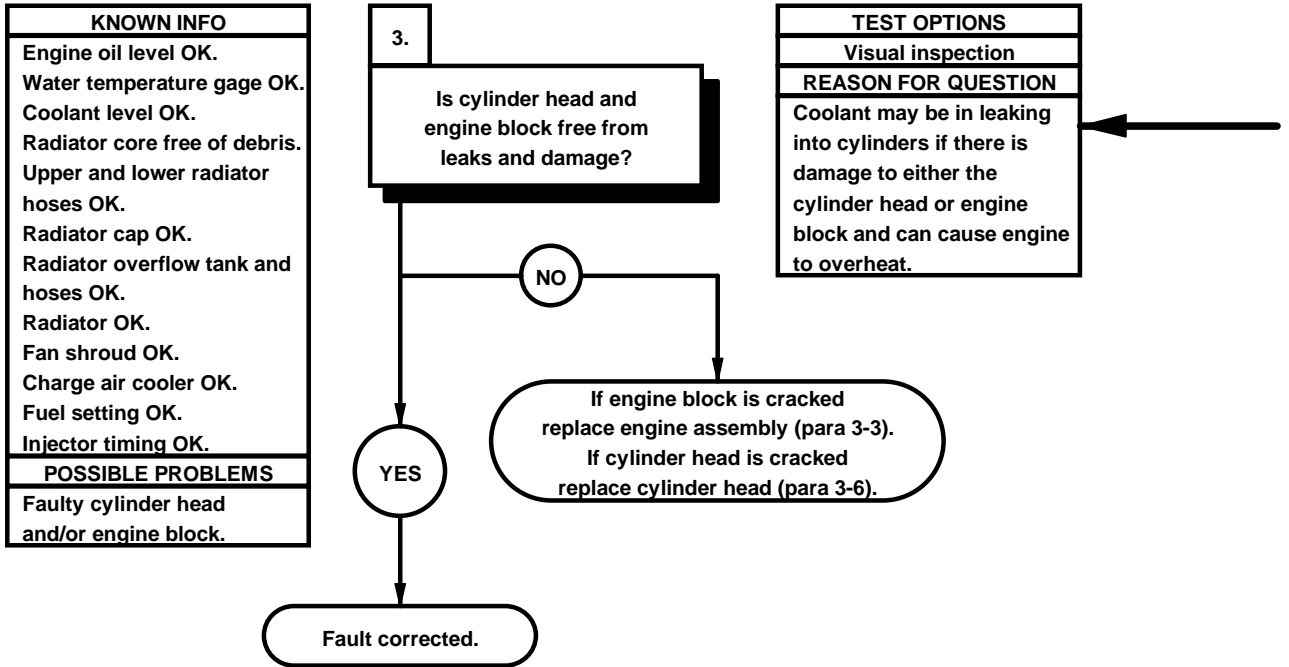 KNOWN INFO
Engine oil level OK.
Water temperature gage OK.
Coolant level OK.
Radiator core free of debris.
Upper and lower radiator
hoses OK.
Radiator cap OK.
Radiator overflow tank and
hoses OK.
Radiator OK.
Fan shroud OK.
Charge air cooler OK.
Fuel setting OK.
Injector timing OK.
POSSIBLE PROBLEMS
Faulty cylinder head
and/or engine block.
3.
Is cylinder head and
engine block free from
leaks and damage?
NO
If engine block is cracked
replace engine assembly (para 3-3).
If cylinder head is cracked
replace cylinder head (para 3-6).
YES
Fault corrected.
TEST OPTIONS
Visual inspection
REASON FOR QUESTION
Coolant may be in leaking
into cylinders if there is
damage to either the
cylinder head or engine
block and can cause engine
to overheat.